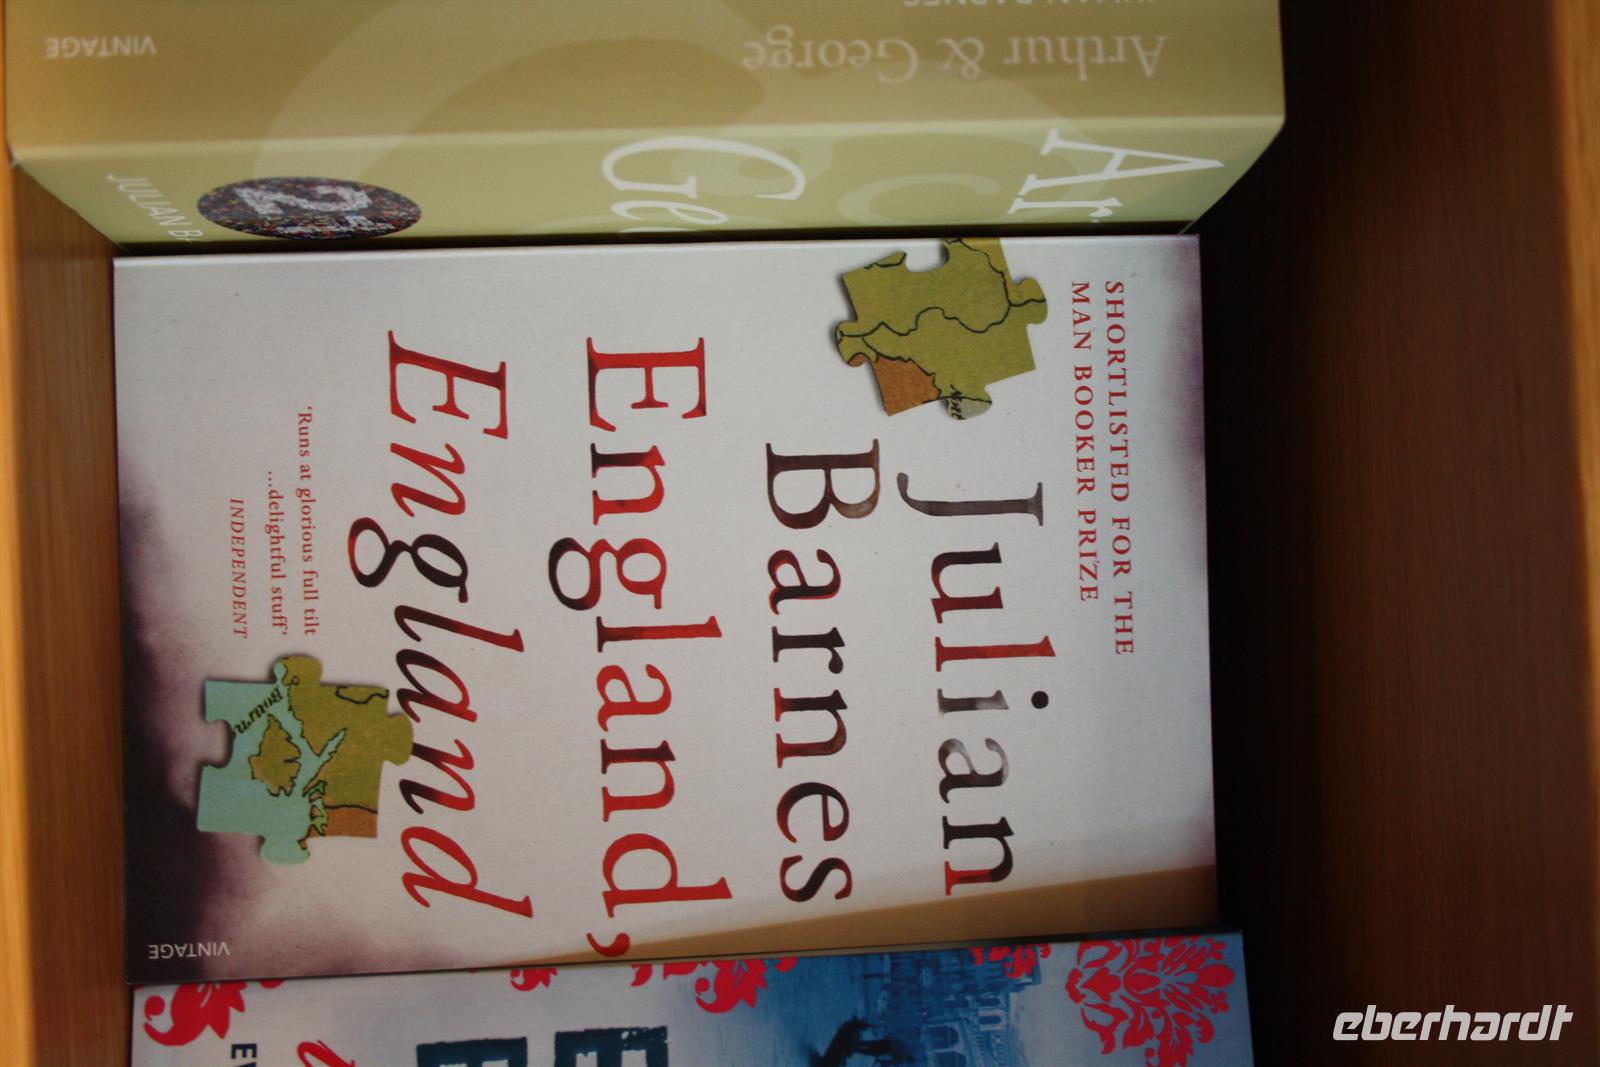 VINTAGE
Arthur & George
JULIAN
SHORTLISTED FOR THE
MAN BOOKER PRIZE
Julian
Barnes
England,
England
'Runs at glorious full tilt
...delightful stuff'
INDEPENDENT
VINTAGE
eberhardt